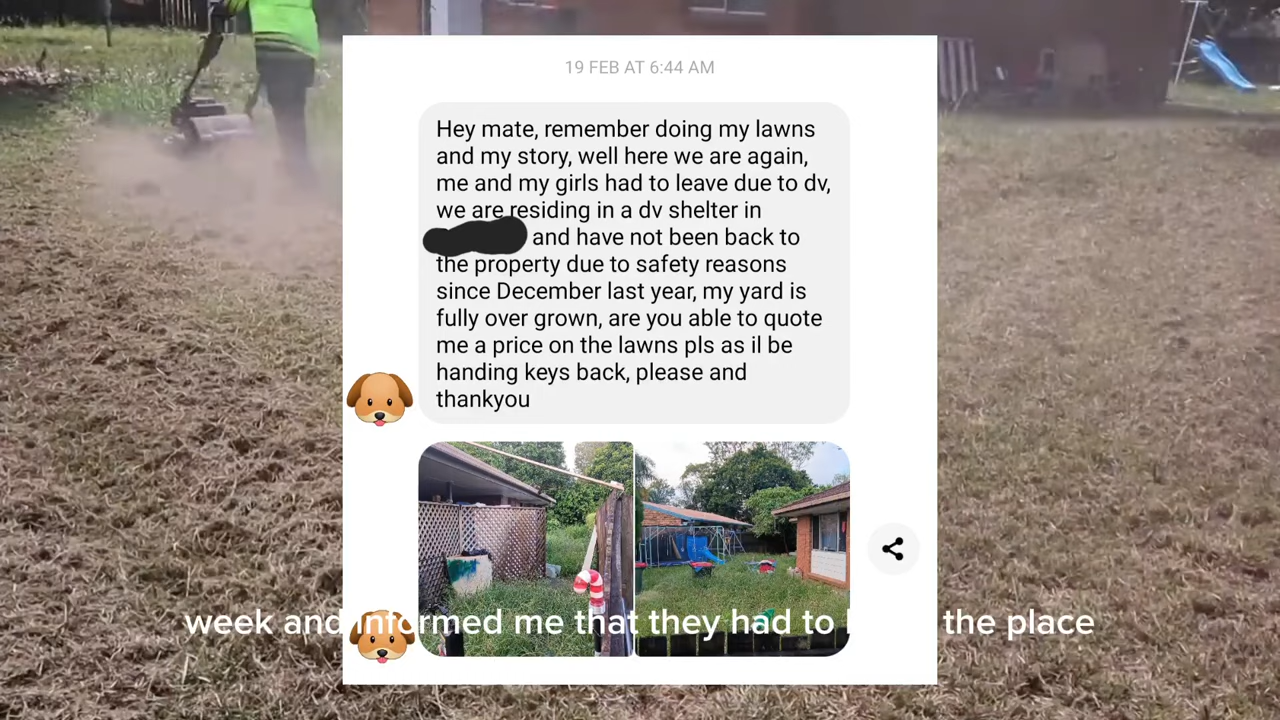 19 FEB AT 6:44 AM
Hey mate, remember doing my lawns
and my story, well here we are again,
me and my girls had to leave due to dv,
we are residing in a dv shelter in
and have not been back to
the property due to safety reasons
since December last year, my yard is
fully over grown, are you able to quote
me a price on the lawns pls as il be
handing keys back, please and
thankyou
week and informed me that they had to the place